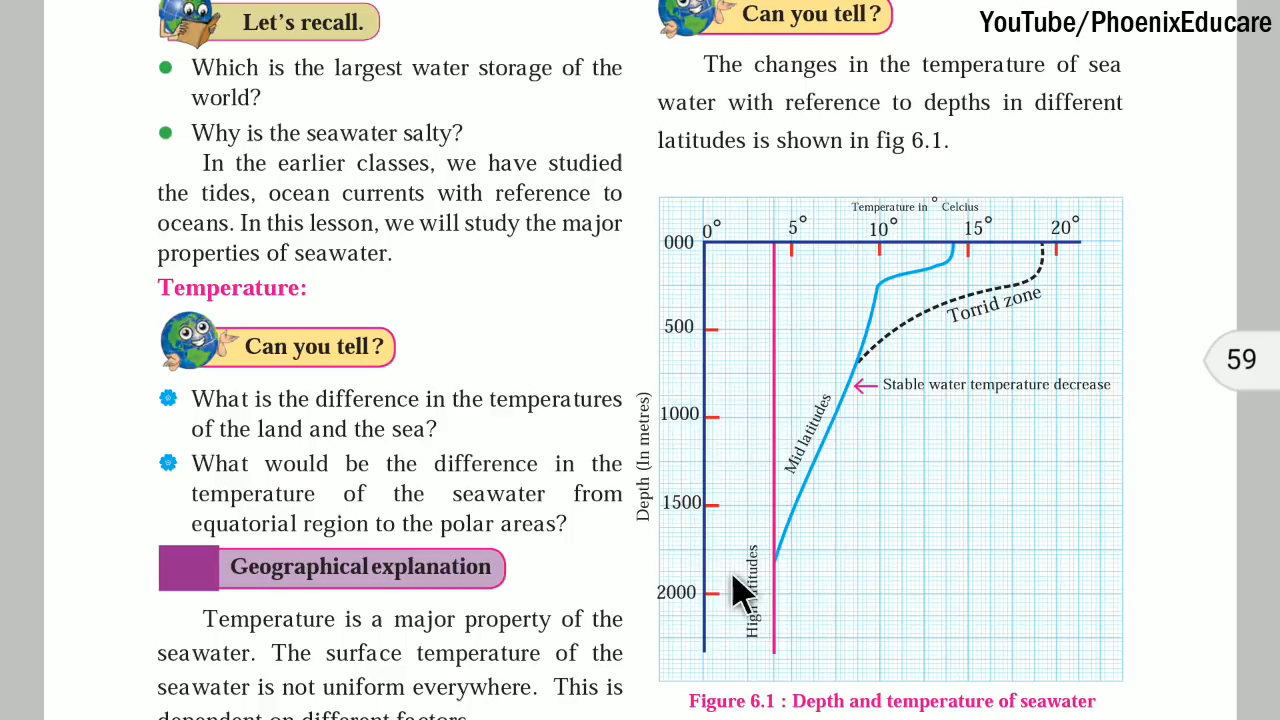 Let's recall.
Which is the largest water storage of the
world?
Why is the seawater salty?
In the earlier classes, we have studied
the tides, ocean currents with reference to
oceans. In this lesson, we will study the major
properties of seawater.
Temperature:
Can you tell?
What is the difference in the temperatures
of the land and the sea?
What would be the difference in the
temperature of the seawater from
equatorial region to the polar areas?
Geographical explanation
Temperature is a major property of the
seawater. The surface temperature of the
seawater is not uniform everywhere. This is
dependent on different factors.
Can you tell?
YouTube/PhoenixEducare
The changes in the temperature of sea
water with reference to depths in different
latitudes is shown in fig 6.1.
Temperature in ° Celcius
0° 5° 10° 15° 20°
000
500
1000
1500
2000
Depth (In metres)
Torrid zone
Stable water temperature decrease
Mid latitudes
Figure 6.1 : Depth and temperature of seawater
59